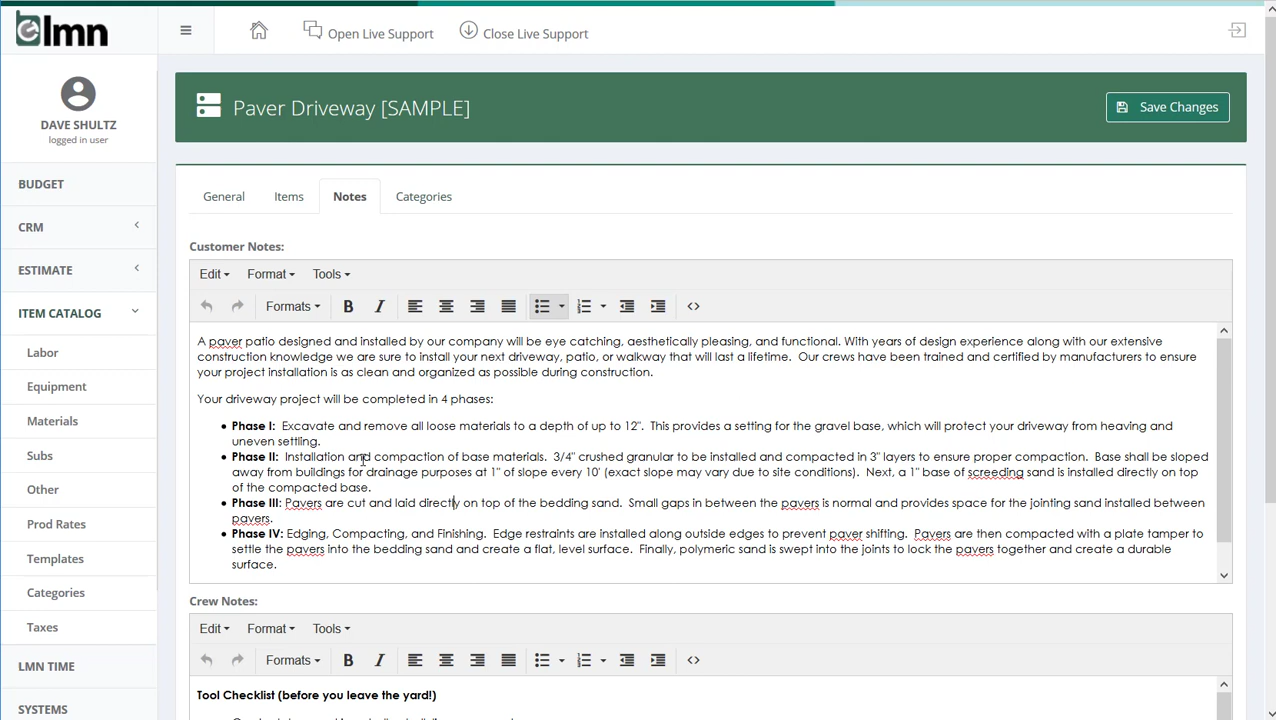 lmn
Open Live Support
Close Live Support
DAVE SHULTZ
logged in user
BUDGET
CRM
ESTIMATE
ITEM CATALOG
Labor
Equipment
Materials
Subs
Other
Prod Rates
Templates
Categories
Taxes
LMN TIME
SYSTEMS
Paver Driveway [SAMPLE]
Save Changes
General
Items
Notes
Categories
Customer Notes:
Edit
Format
Tools
Formats
B
I
A paver patio designed and installed by our company will be eye catching, aesthetically pleasing, and functional. With years of design experience along with our extensive
construction knowledge we are sure to install your next driveway, patio, or walkway that will last a lifetime. Our crews have been trained and certified by manufacturers to ensure
your project installation is as clean and organized as possible during construction.
Your driveway project will be completed in 4 phases:
• Phase I: Excavate and remove all loose materials to a depth of up to 12". This provides a setting for the gravel base, which will protect your driveway from heaving and
uneven settling.
• Phase II: Installation and compaction of base materials. 3/4" crushed granular to be installed and compacted in 3" layers to ensure proper compaction. Base shall be sloped
away from buildings for drainage purposes at 1" of slope every 10' (exact slope may vary due to site conditions). Next, a 1" base of screeding sand is installed directly on top
of the compacted base.
• Phase III: Pavers are cut and laid directly on top of the bedding sand. Small gaps in between the pavers is normal and provides space for the jointing sand installed between
pavers.
• Phase IV: Edging, Compacting, and Finishing. Edge restraints are installed along outside edges to prevent paver shifting. Pavers are then compacted with a plate tamper to
settle the pavers into the bedding sand and create a flat, level surface. Finally, polymeric sand is swept into the joints to lock the pavers together and create a durable
surface.
Crew Notes:
Edit
Format
Tools
Formats
B
I
Tool Checklist (before you leave the yard!)